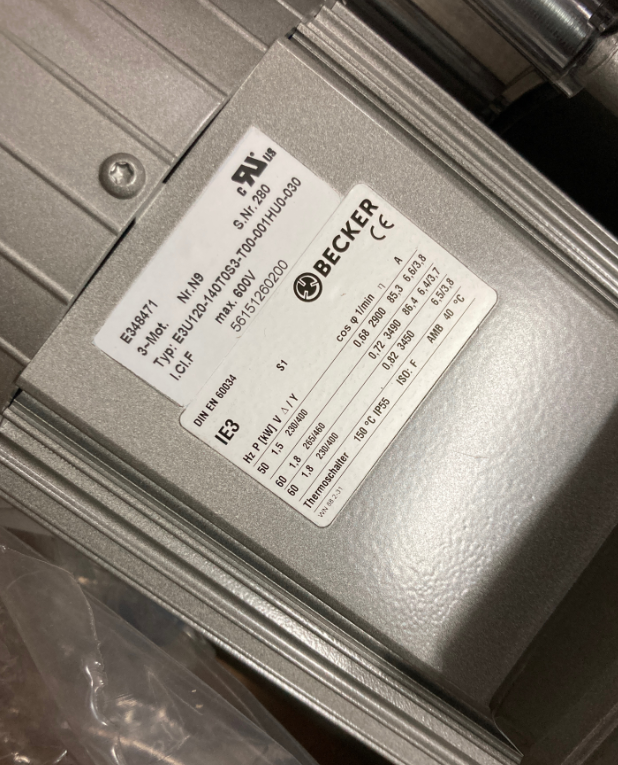 c RU US
E348471
3~Mot. Nr.N9 S.Nr. 280
Typ: E3U120-140T0S3-T00-001HU0-030
I.Cl.F max. 600V
56151260200
BECKER
CE
DIN EN 60034
IE3 S1
Hz P [kW] V Δ / Y cos φ 1/min η A
50 1,5 230/400 0,68 2900 85,3 6,6/3,8
60 1,8 265/460 0,72 3490 86,4 6,4/3,7
60 1,8 230/400 0,82 3450 6,5/3,8
Thermoschalter 150 °C IP55 ISO: F AMB 40 °C